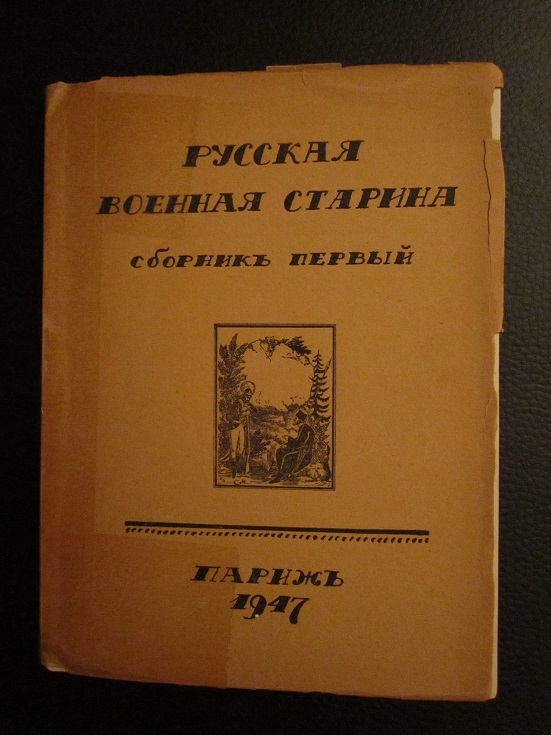 РУССКАЯ
ВОЕННАЯ СТАРИНА
сборникъ первый
ПАРИЖЪ
1947